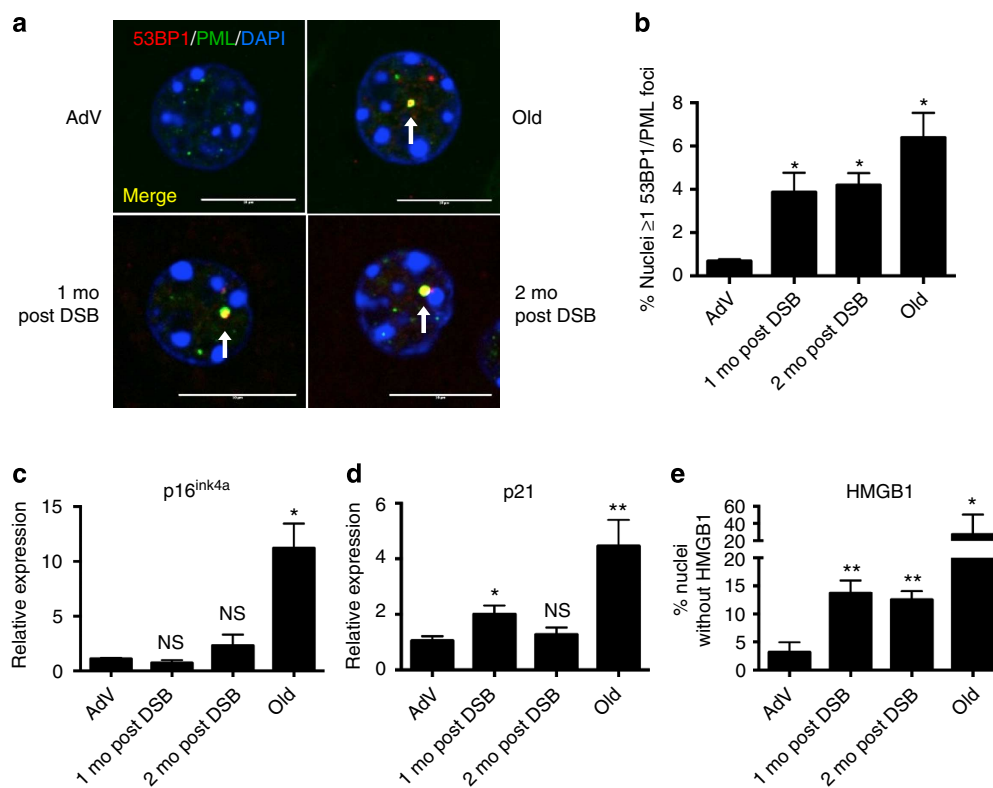 a
53BP1/PML/DAPI
AdV
Old
Merge
1 mo
post DSB
2 mo
post DSB
b
% Nuclei ≥1 53BP1/PML foci
8
6
4
2
0
*
*
*
AdV
1 mo post DSB
2 mo post DSB
Old
c
p16ink4a
Relative expression
15
10
5
0
NS
NS
*
AdV
1 mo post DSB
2 mo post DSB
Old
d
p21
Relative expression
6
4
2
0
*
NS
**
AdV
1 mo post DSB
2 mo post DSB
Old
e
HMGB1
% nuclei
without HMGB1
60
40
20
20
15
10
5
0
**
**
*
AdV
1 mo post DSB
2 mo post DSB
Old